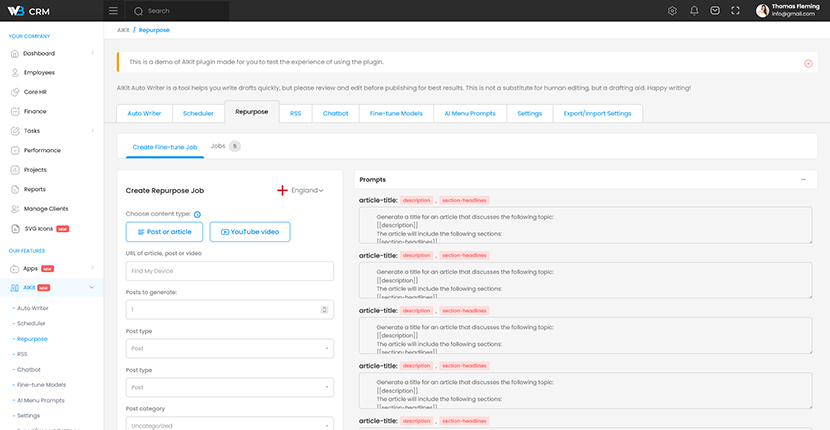 WB CRM
Search
Thomas Fleming
info@gmail.com
YOUR COMPANY
Dashboard
Employees
Core HR
Finance
Tasks
Performance
Projects
Reports
Manage Clients
SVG Icons NEW
OUR FEATURES
Apps NEW
AIKit NEW
Auto Writer
Scheduler
Repurpose
RSS
Chatbot
Fine-tune Models
AI Menu Prompts
Settings
AIKit / Repurpose
This is a demo of AIKit plugin made for you to test the experience of using the plugin.
AIKit Auto Writer is a tool helps you write drafts quickly, but please review and edit before publishing for best results. This is not a substitute for human editing, but a drafting aid. Happy writing!
Auto Writer Scheduler Repurpose RSS Chatbot Fine-tune Models AI Menu Prompts Settings Export/Import Settings
Create Fine-tune Job Jobs 5
Create Repurpose Job England
Choose content type:
Post or article YouTube video
URL of article, post or video
Find My Device
Posts to generate:
1
Post type
Post
Post type
Post
Post category
Uncategorized
Prompts
article-title: description , section-headlines
Generate a title for an article that discusses the following topic:
[[description]]
The article will include the following sections:
[[section-headlines]]
article-title: description , section-headlines
Generate a title for an article that discusses the following topic:
[[description]]
The article will include the following sections:
[[section-headlines]]
article-title: description , section-headlines
Generate a title for an article that discusses the following topic:
[[description]]
The article will include the following sections:
[[section-headlines]]
article-title: description , section-headlines
Generate a title for an article that discusses the following topic:
[[description]]
The article will include the following sections:
[[section-headlines]]
article-title: description , section-headlines